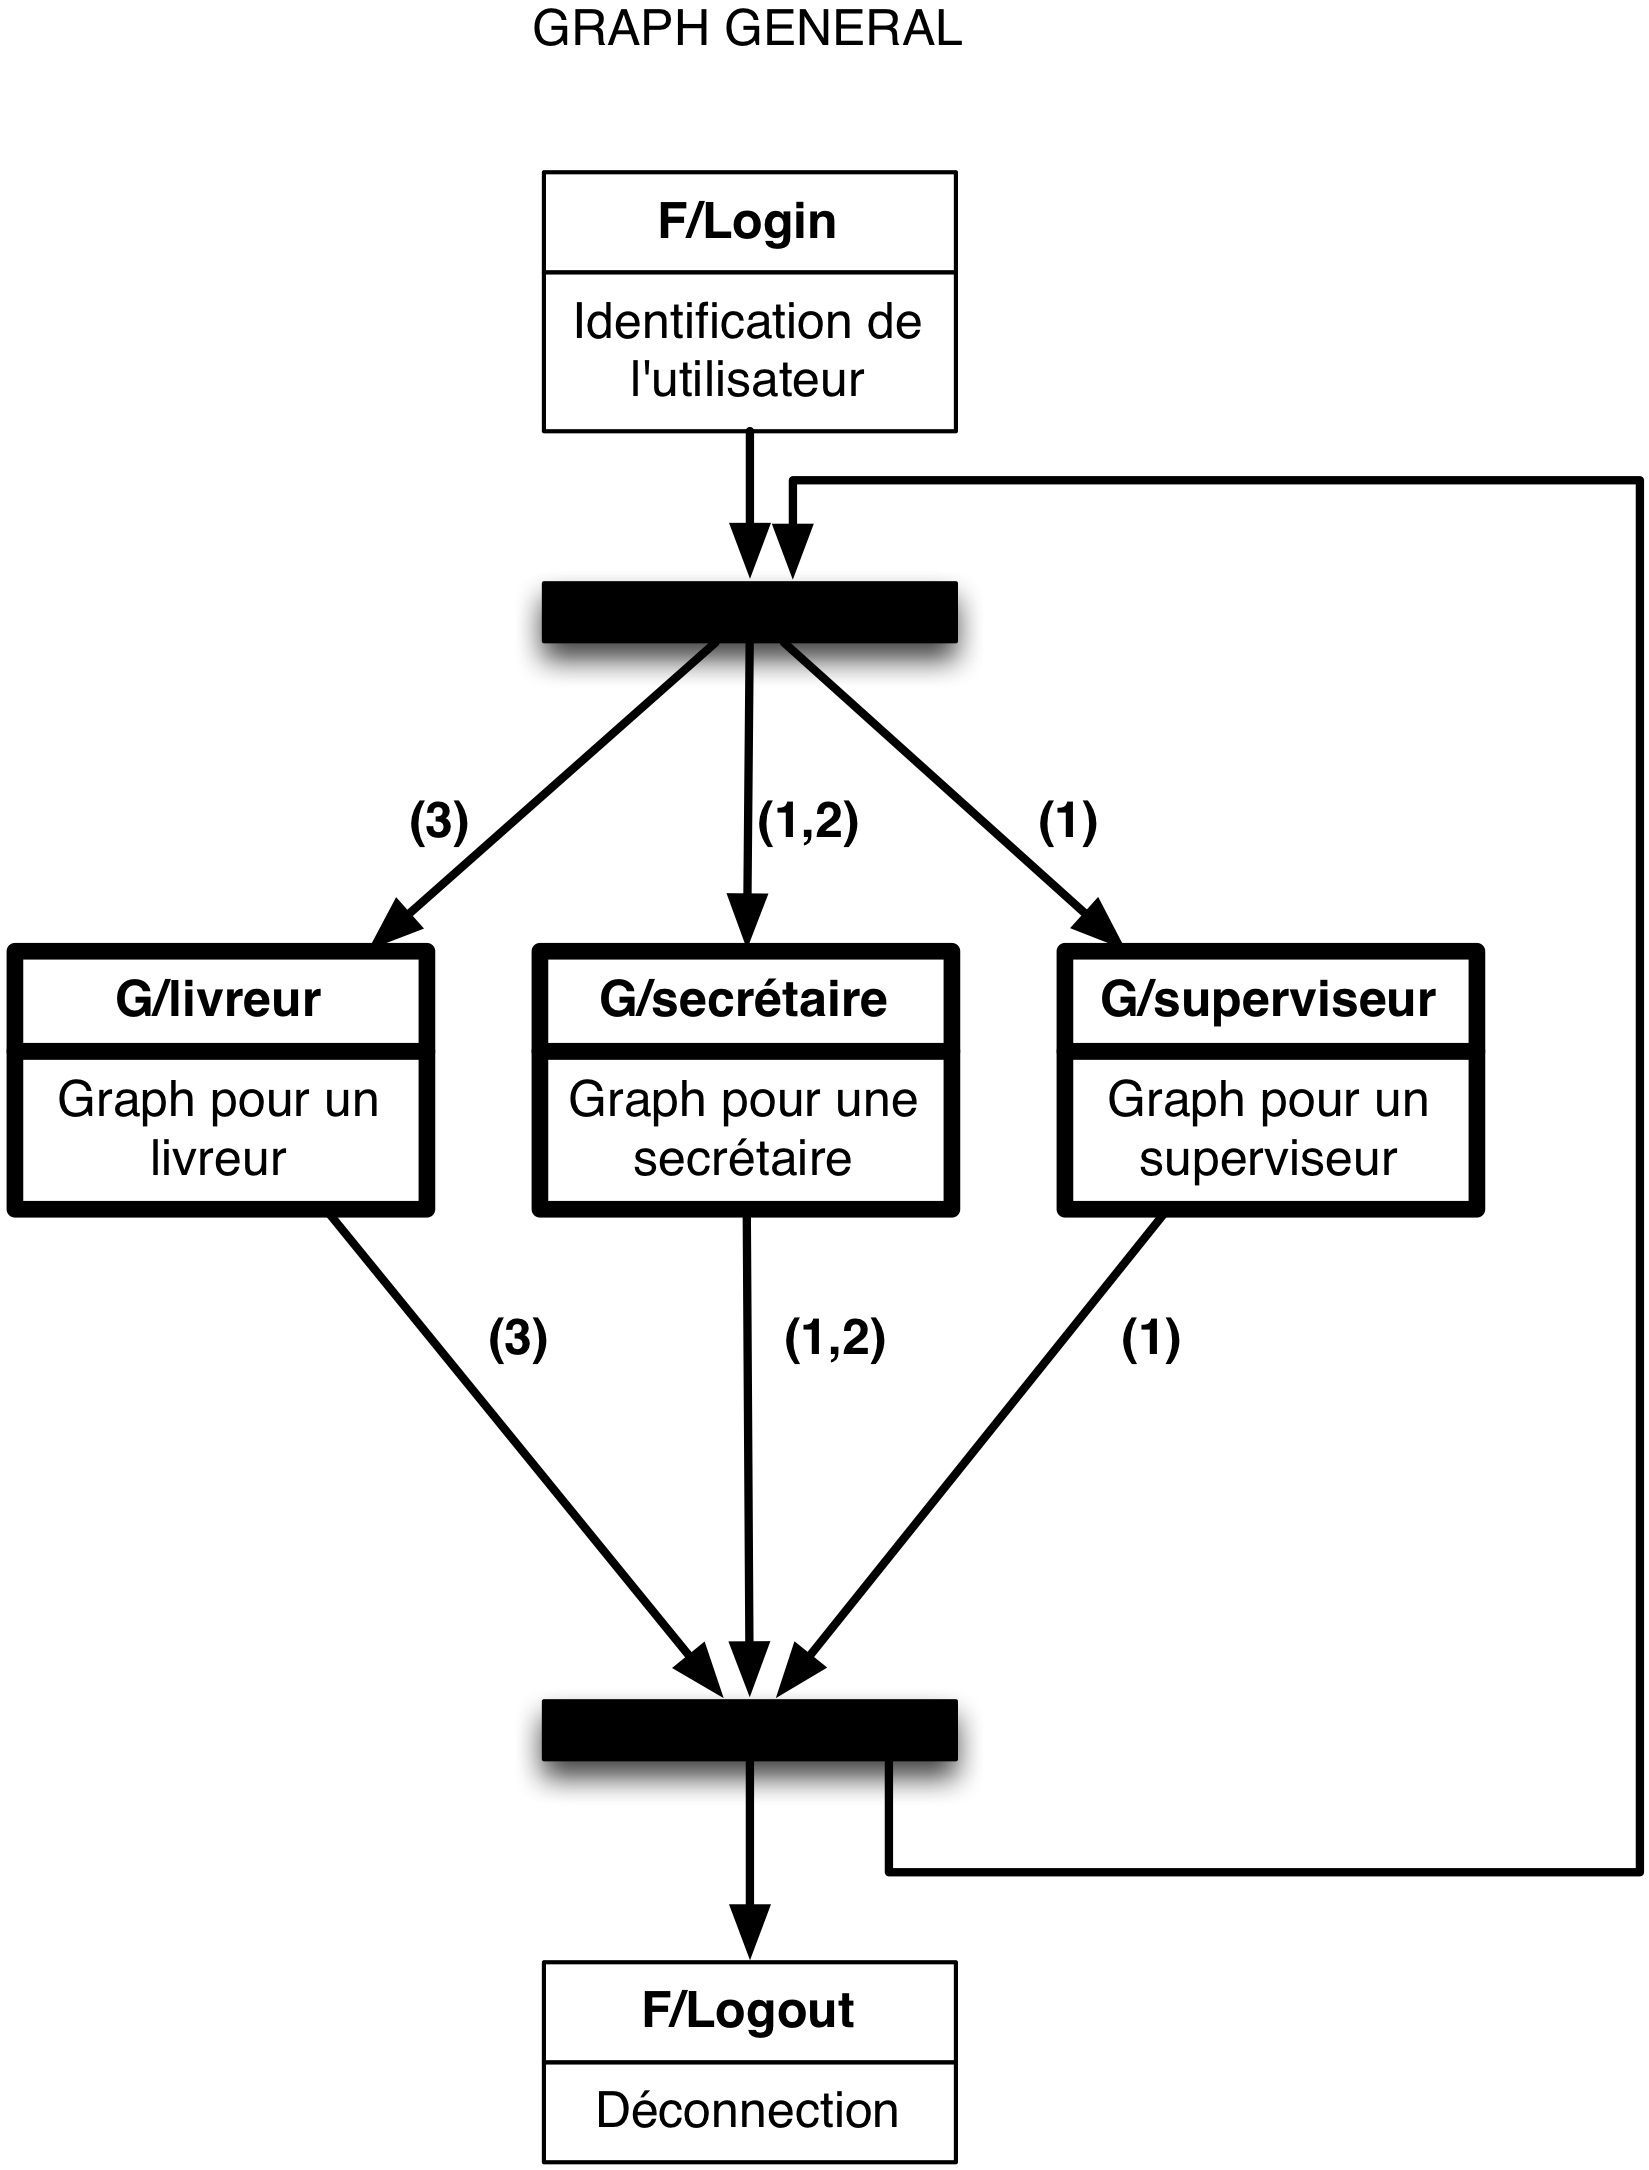 GRAPH GENERAL
F/Login
Identification de
l'utilisateur
(3)
(1,2)
(1)
G/livreur
Graph pour un
livreur
G/secrétaire
Graph pour une
secrétaire
G/superviseur
Graph pour un
superviseur
(3)
(1,2)
(1)
F/Logout
Déconnection